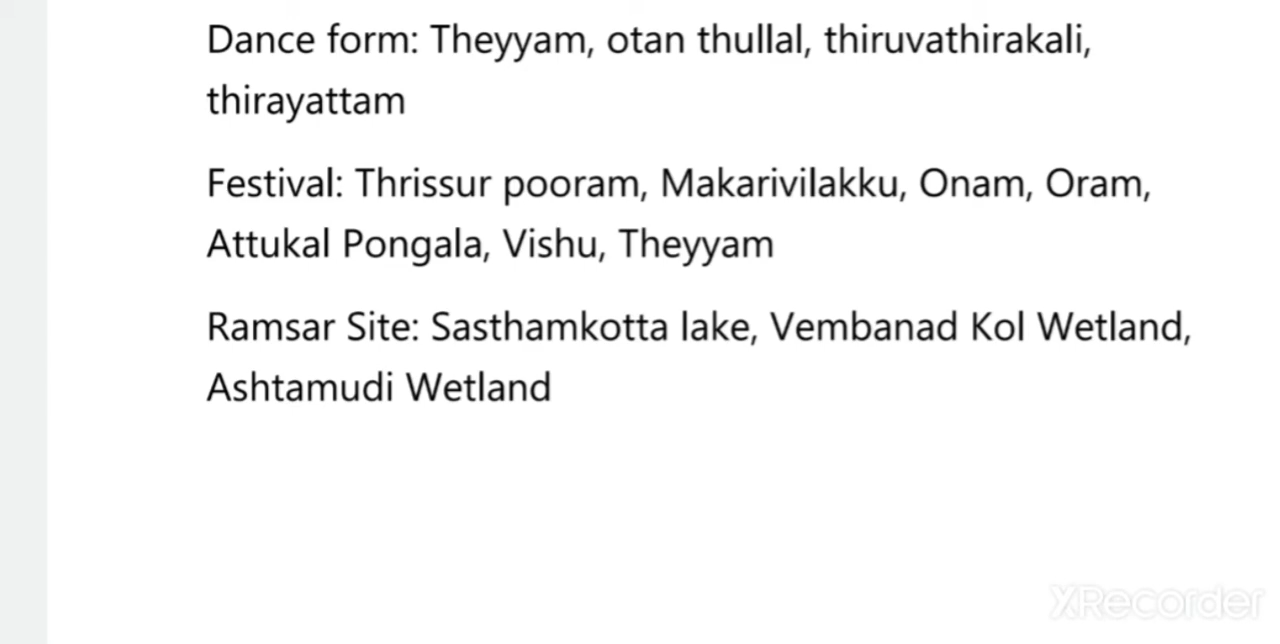 Dance form: Theyyam, otan thullal, thiruvathirakali,
thirayattam
Festival: Thrissur pooram, Makarivilakku, Onam, Oram,
Attukal Pongala, Vishu, Theyyam
Ramsar Site: Sasthamkotta lake, Vembanad Kol Wetland,
Ashtamudi Wetland
XRecorder